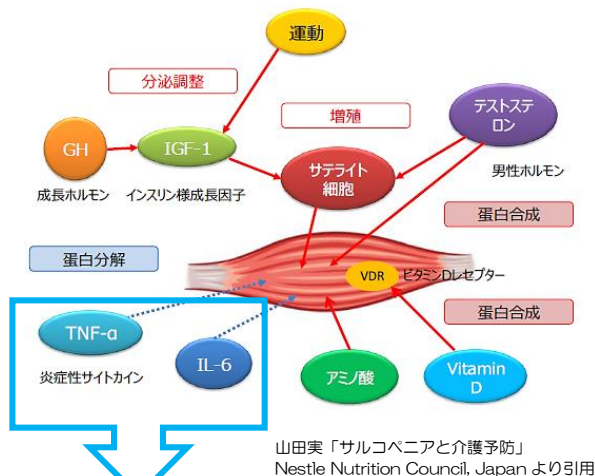 運動
分泌調整
増殖
テストステ
ロン
GH
IGF-1
サテライト
細胞
男性ホルモン
成長ホルモン
インスリン様成長因子
蛋白合成
蛋白分解
VDR
ビタミンDレセプター
蛋白合成
TNF-α
IL-6
炎症性サイトカイン
アミノ酸
Vitamin
D
山田実「サルコペニアと介護予防」
Nestle Nutrition Council, Japan より引用